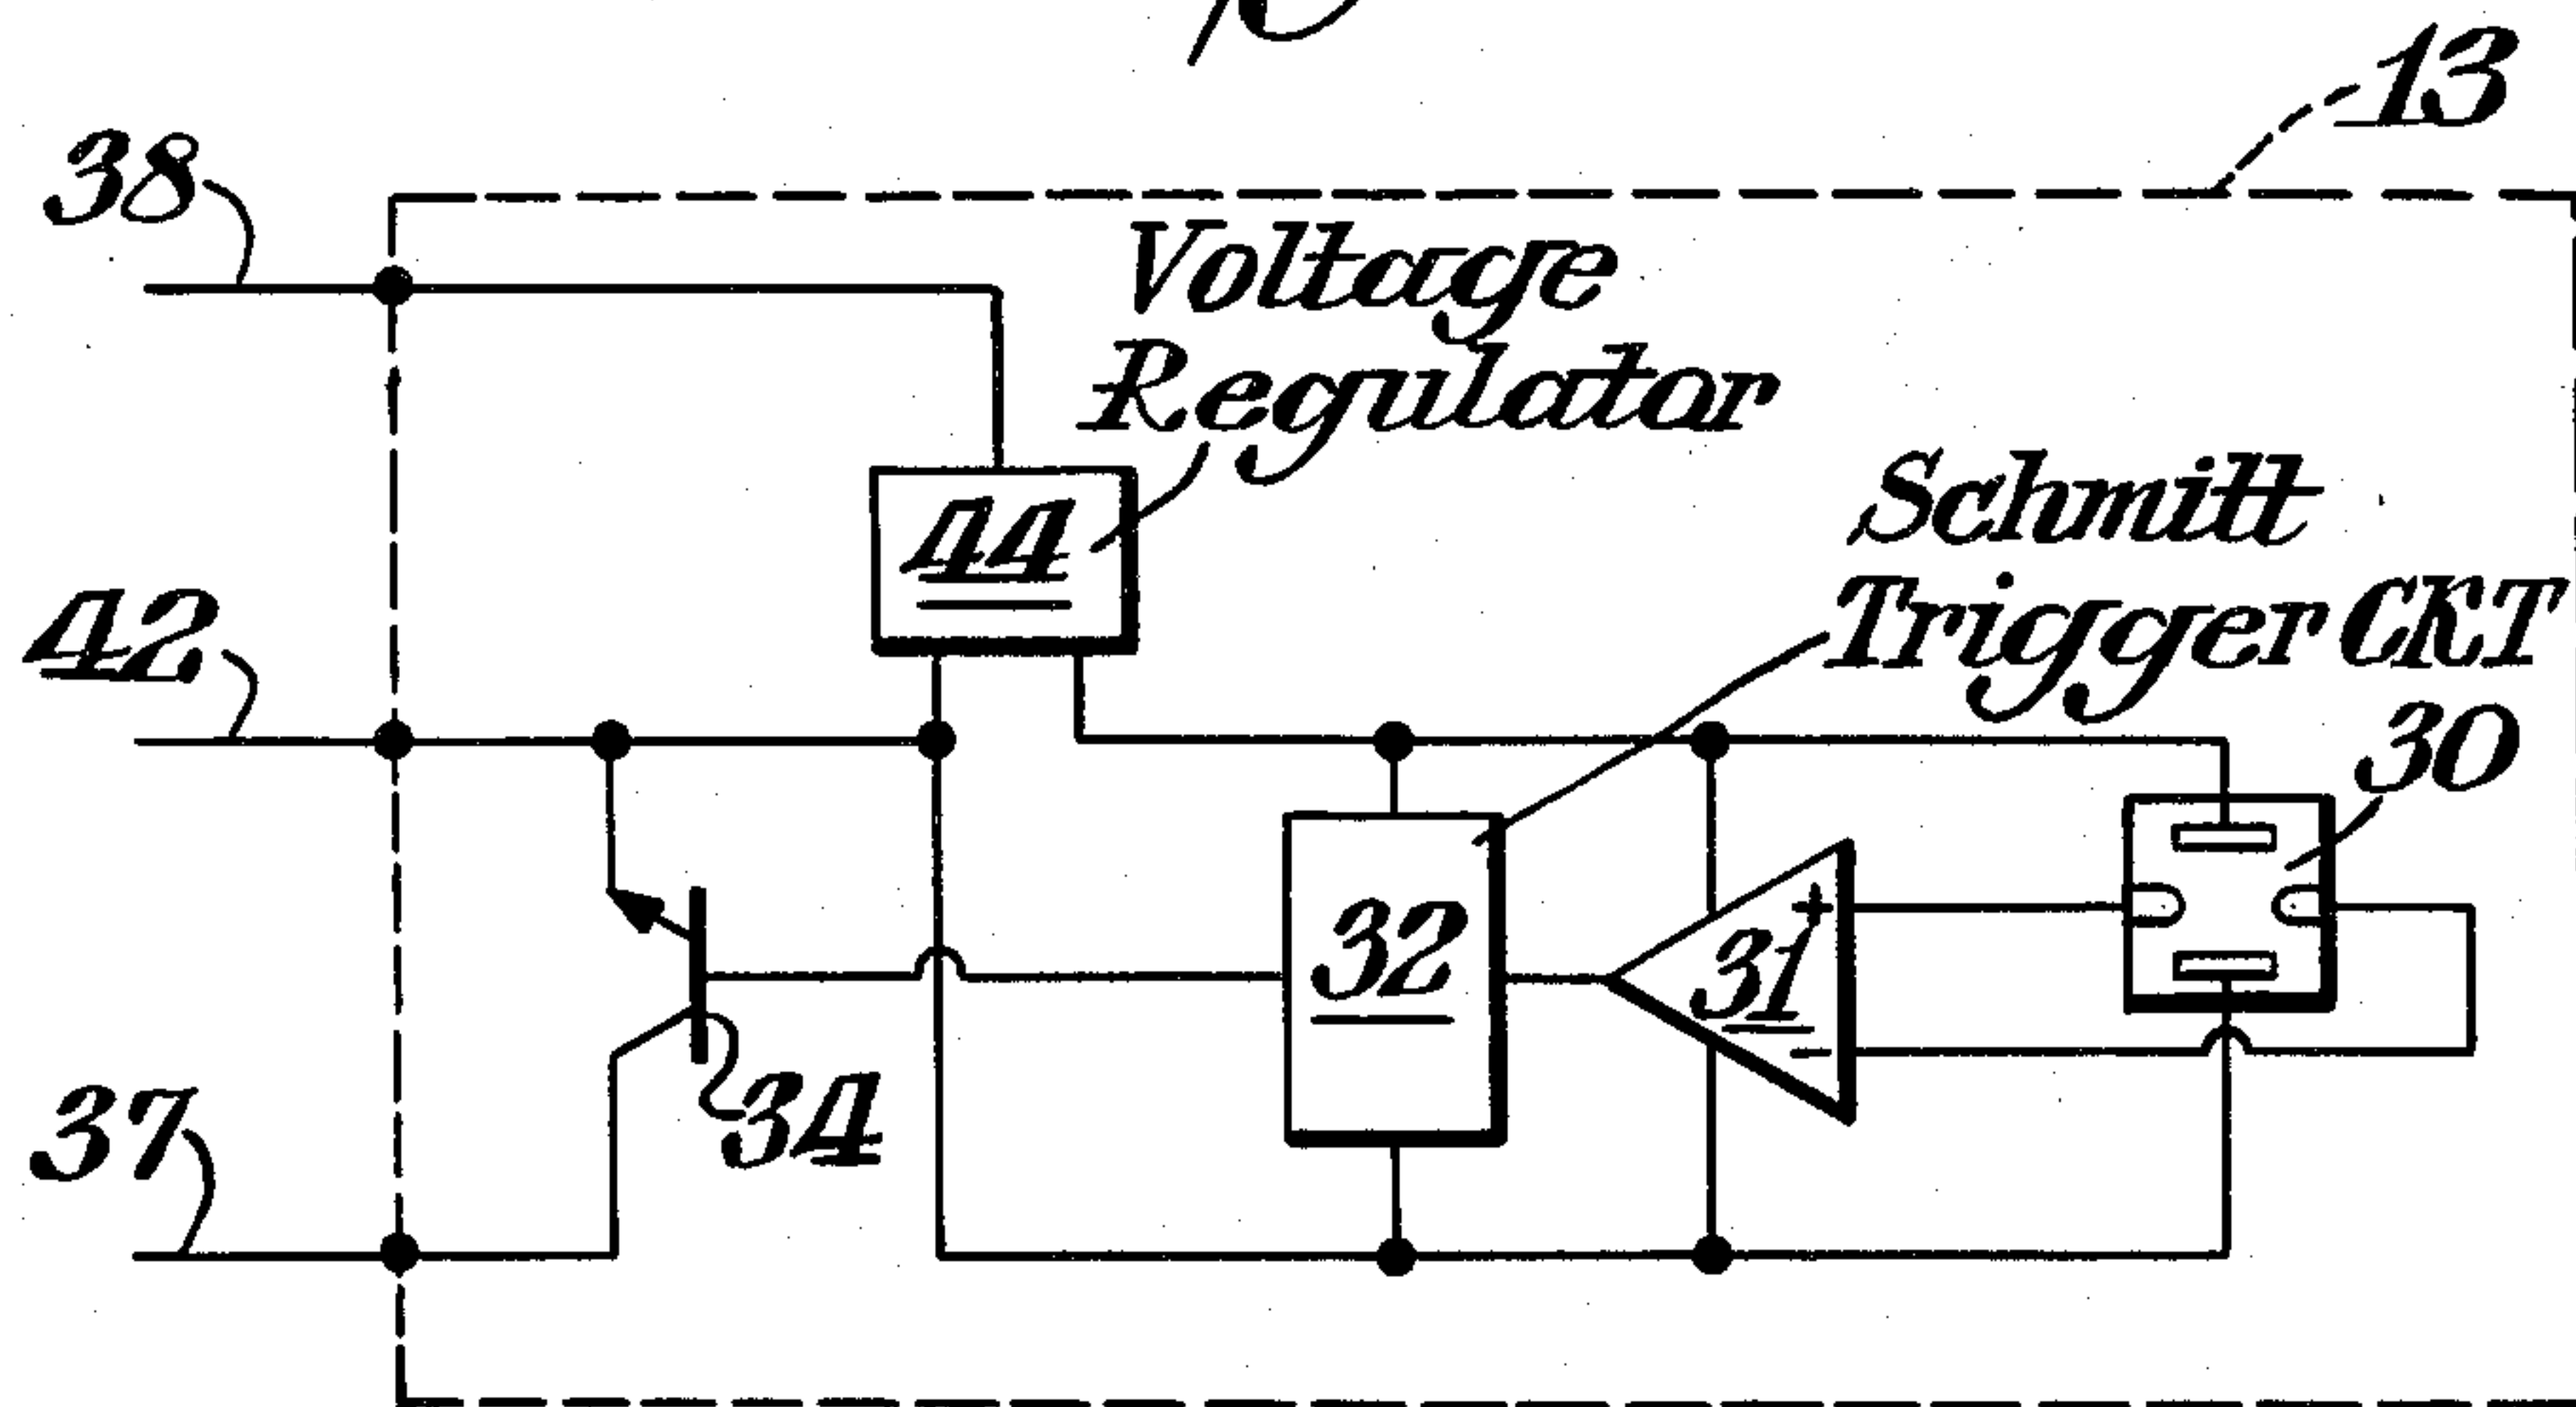 13
38
Voltage
Regulator
44
Schmitt
Trigger CKT
42
30
32
31
+
-
34
37